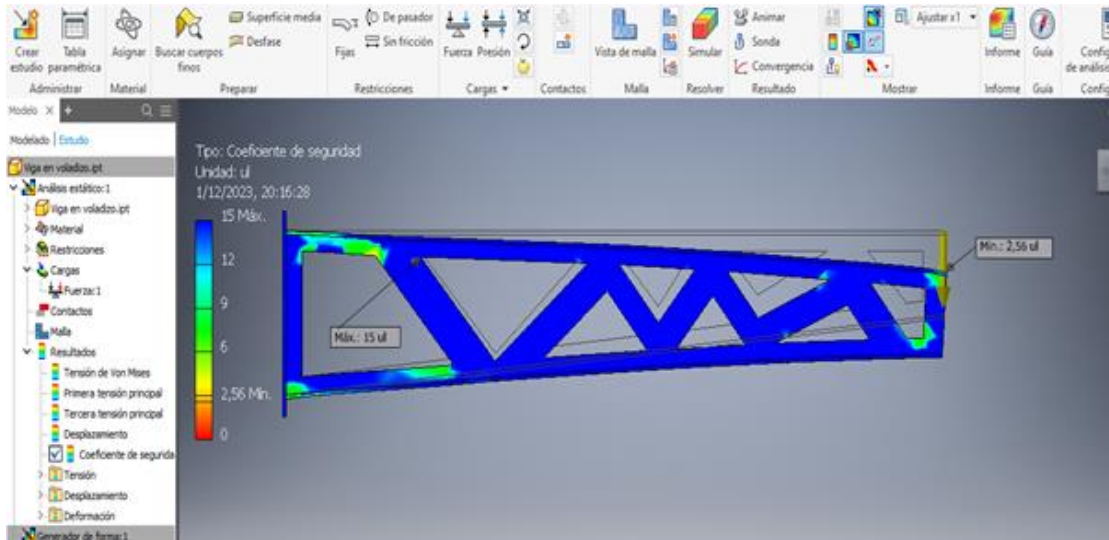 Superficie media
Desfase
De pasador
Sin fricción
Animar
Sonda
Convergencia
Ajustar x1
Crear estudio
Tabla paramétrica
Asignar
Buscar cuerpos finos
Fijas
Fuerza
Presión
Vista de malla
Simular
Informe
Guía
Administrar
Material
Preparar
Restricciones
Cargas
Contactos
Malla
Resolver
Resultado
Mostrar
Informe
Guía
Modelo
Modelado | Estudio
Viga en voladizo.ipt
Análisis estático:1
Viga en voladizo.ipt
Material
Restricciones
Cargas
Fuerza:1
Contactos
Malla
Resultados
Tensión de Von Mises
Primera tensión principal
Tercera tensión principal
Desplazamiento
Coeficiente de segurida
Tensión
Desplazamiento
Deformación
Generador de forma:1
Tipo: Coeficiente de seguridad
Unidad: ul
1/12/2023, 20:16:28
15 Máx.
12
9
6
2,56 Mín.
0
Máx.: 15 ul
Mín.: 2,56 ul